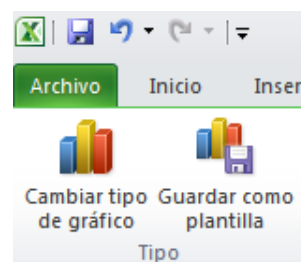 Archivo Inicio Inser
Cambiar tipo Guardar como
de gráfico plantilla
Tipo